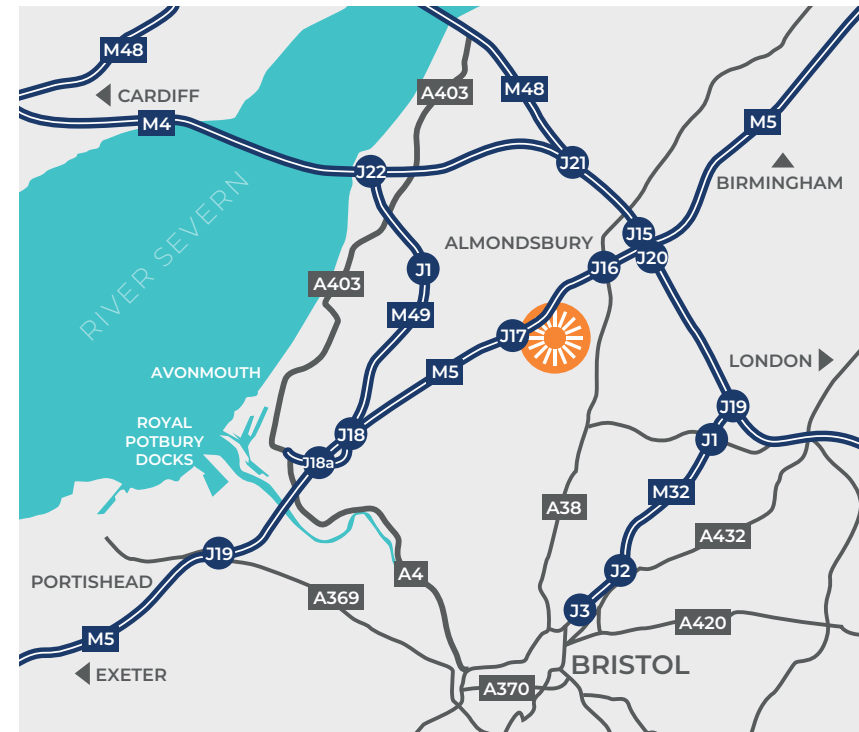 M48
CARDIFF
M4
A403
M48
M5
BIRMINGHAM
J22
J21
RIVER SEVERN
ALMONDSBURY
J15
J20
J16
J1
A403
M49
J17
M5
LONDON
AVONMOUTH
ROYAL
POTBURY
DOCKS
J18
J18a
J19
J1
M32
A38
A432
J19
PORTISHEAD
A369
A4
J2
J3
A420
M5
EXETER
BRISTOL
A370